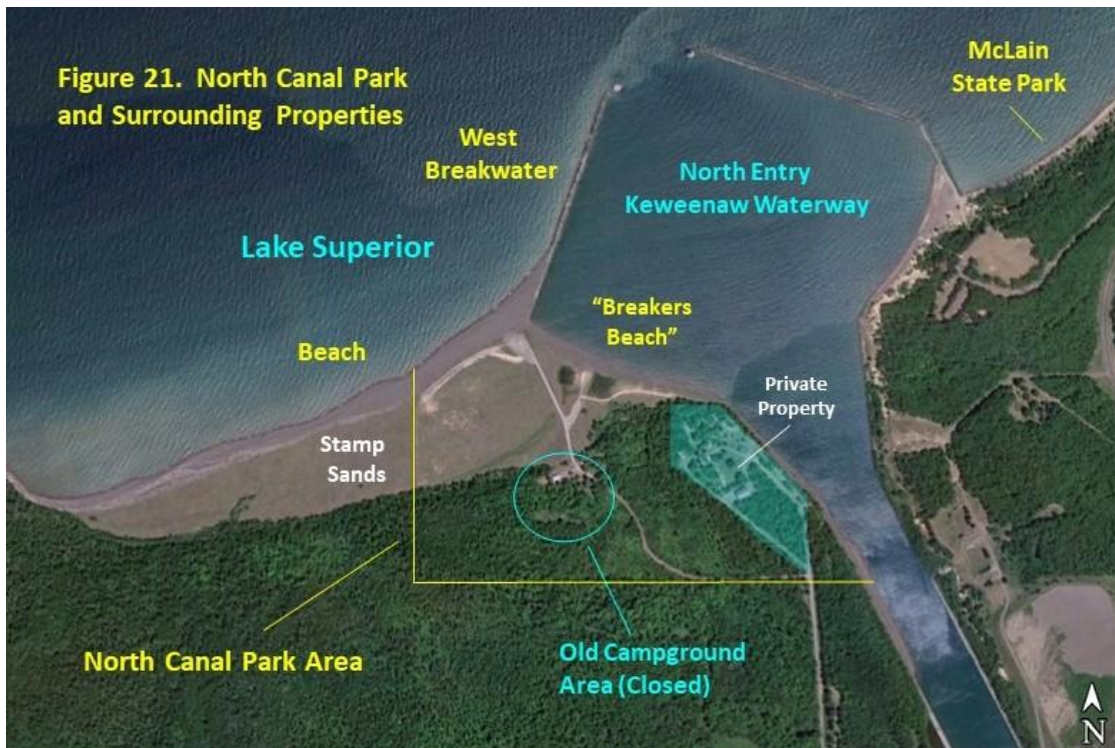 Figure 21. North Canal Park
and Surrounding Properties
McLain
State Park
West
Breakwater
North Entry
Keweenaw Waterway
Lake Superior
"Breakers
Beach"
Beach
Private
Property
Stamp
Sands
North Canal Park Area
Old Campground
Area (Closed)
N